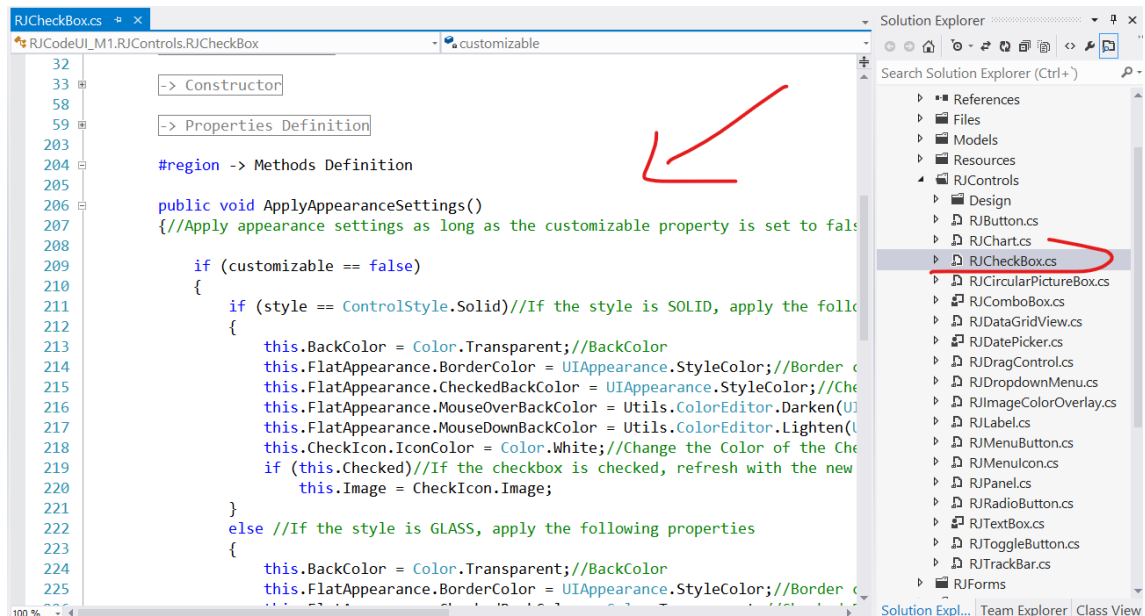 RJCheckBox.cs
Solution Explorer
RJCodeUI_M1.RJControls.RJCheckBox
customizable
Search Solution Explorer (Ctrl+`)
32
33 -> Constructor
58
59 -> Properties Definition
203
204 #region -> Methods Definition
205
206 public void ApplyAppearanceSettings()
207 {//Apply appearance settings as long as the customizable property is set to fals
208
209 if (customizable == false)
210 {
211 if (style == ControlStyle.Solid)//If the style is SOLID, apply the follo
212 {
213 this.BackColor = Color.Transparent;//BackColor
214 this.FlatAppearance.BorderColor = UIAppearance.StyleColor;//Border c
215 this.FlatAppearance.CheckedBackColor = UIAppearance.StyleColor;//Che
216 this.FlatAppearance.MouseOverBackColor = Utils.ColorEditor.Darken(UI
217 this.FlatAppearance.MouseDownBackColor = Utils.ColorEditor.Lighten(U
218 this.CheckIcon.IconColor = Color.White;//Change the Color of the Che
219 if (this.Checked)//If the checkbox is checked, refresh with the new
220 this.Image = CheckIcon.Image;
221 }
222 else //If the style is GLASS, apply the following properties
223 {
224 this.BackColor = Color.Transparent;//BackColor
225 this.FlatAppearance.BorderColor = UIAppearance.StyleColor;//Border c
100 %
References
Files
Models
Resources
RJControls
Design
RJButton.cs
RJChart.cs
RJCheckBox.cs
RJCircularPictureBox.cs
RJComboBox.cs
RJDataGridView.cs
RJDatePicker.cs
RJDragControl.cs
RJDropdownMenu.cs
RJImageColorOverlay.cs
RJLabel.cs
RJMenuButton.cs
RJMenuIcon.cs
RJPanel.cs
RJRadioButton.cs
RJTextBox.cs
RJToggleButton.cs
RJTrackBar.cs
RJForms
Solution Expl... Team Explorer Class View